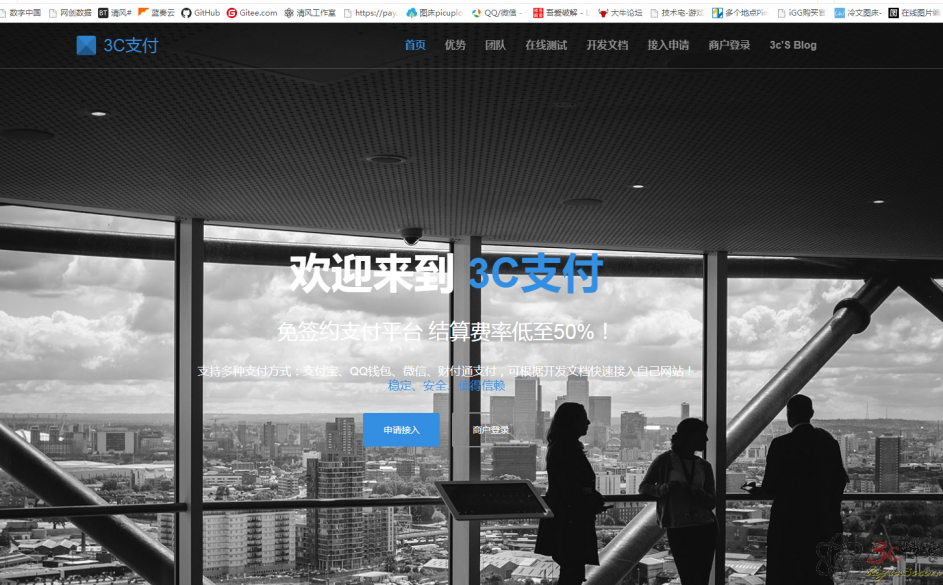 数字中国 网创数据 清风# 蓝奏云 GitHub Gitee.com 清风工作室 https://pay 图床picuplo QQ/微信 - 吾爱破解 - L 大牛论坛 技术宅-游戏 多个地点Pin iGG购买官 冷文图床- 在线图片
3C支付 首页 优势 团队 在线测试 开发文档 接入申请 商户登录 3c'S Blog
欢迎来到 3C支付
免签约支付平台 结算费率低至50%！
支持多种支付方式：支付宝、QQ钱包、微信、财付通支付，可根据开发文档快速接入自己网站！
稳定、安全、值得信赖
申请接入 商户登录